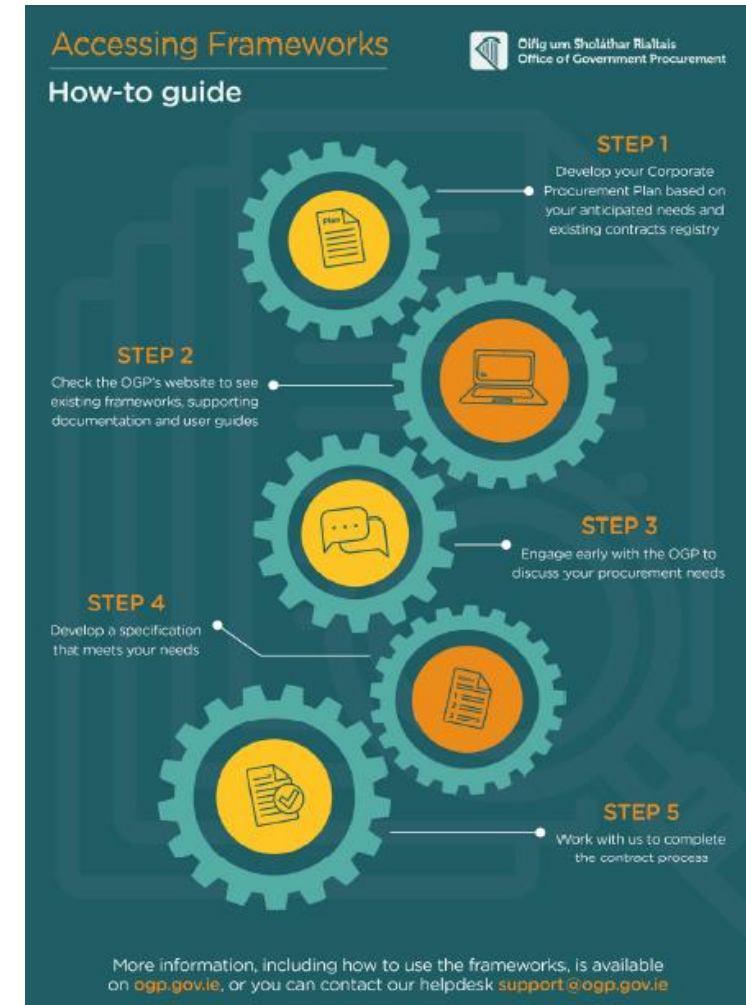 Accessing Frameworks
Oifig um Sholáthar Rialtais
Office of Government Procurement
How-to guide
STEP 1
Develop your Corporate
Procurement Plan based on
your anticipated needs and
existing contracts registry
Plan
STEP 2
Check the OGP's website to see
existing frameworks, supporting
documentation and user guides
STEP 3
Engage early with the OGP to
discuss your procurement needs
STEP 4
Develop a specification
that meets your needs
1
2
3
STEP 5
Work with us to complete
the contract process
More information, including how to use the frameworks, is available
on ogp.gov.ie, or you can contact our helpdesk support@ogp.gov.ie